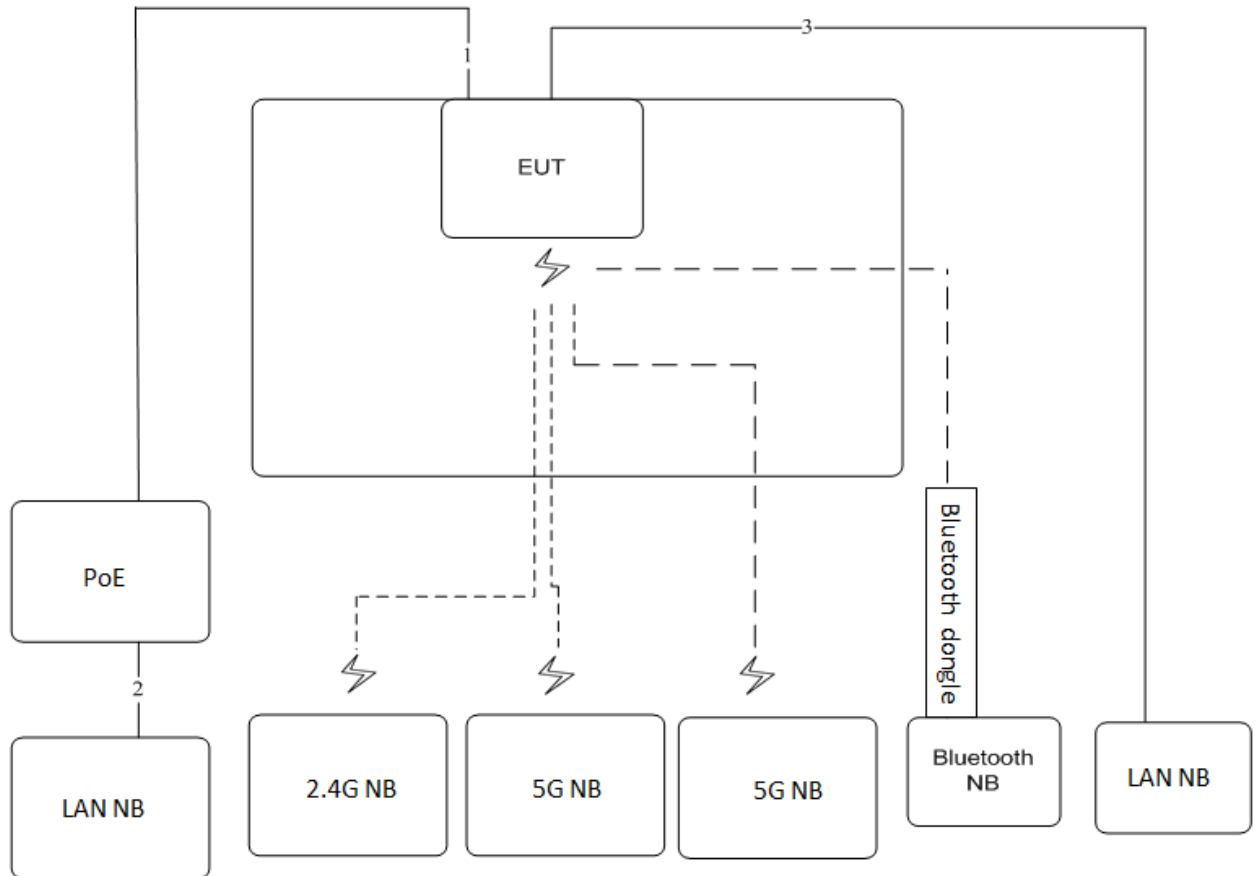 1
3
EUT
PoE
2
Bluetooth dongle
LAN NB
2.4G NB
5G NB
5G NB
Bluetooth
NB
LAN NB